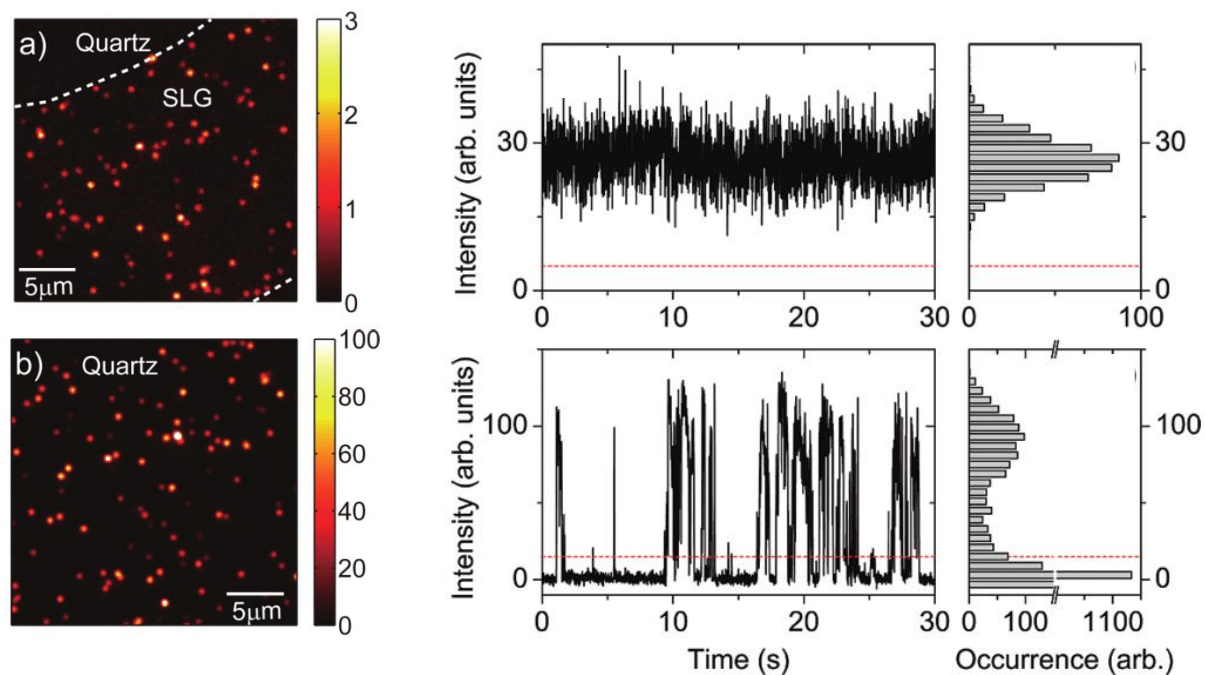 a)
Quartz
SLG
5μm
3
2
1
0
Intensity (arb. units)
30
0
0 10 20 30
30
0
0 100
b)
Quartz
5μm
100
80
60
40
20
0
Intensity (arb. units)
100
0
0 10 20 30
Time (s)
100
0
0 100 1100
Occurrence (arb.)